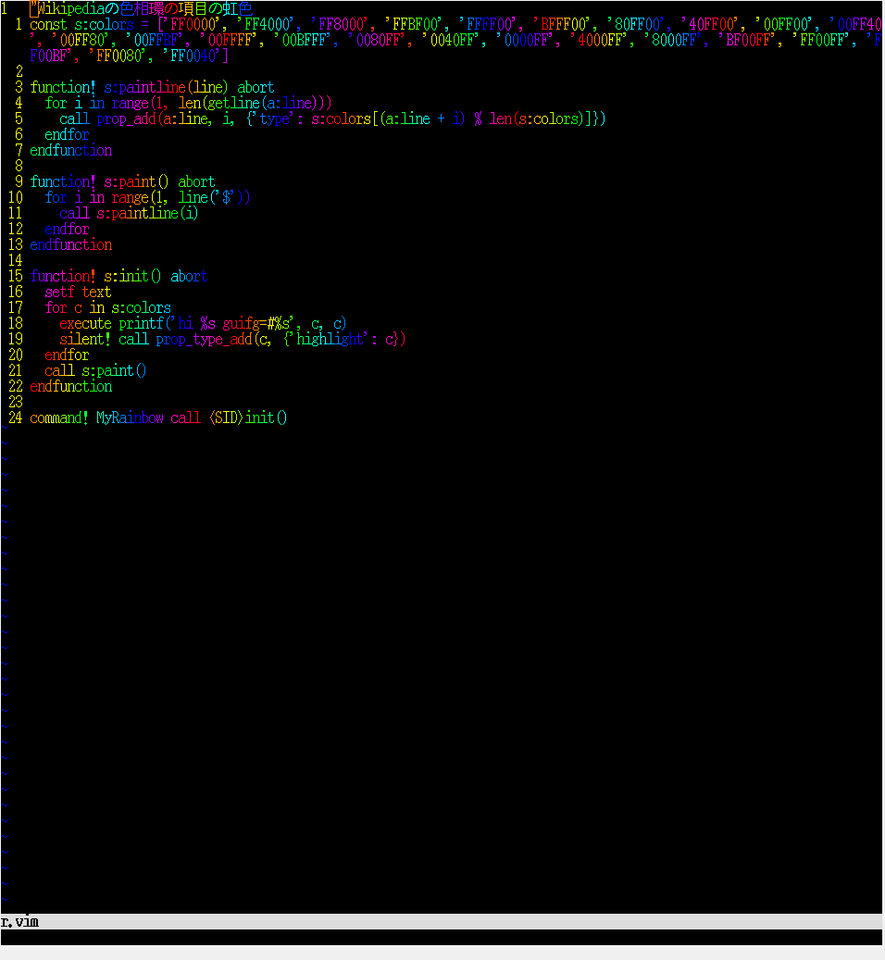 1 "Wikipediaの色相環の項目の虹色
1 const s:colors = ['FF0000', 'FF4000', 'FF8000', 'FFBF00', 'FFFF00', 'BFFF00', '80FF00', '40FF00', '00FF00', '00FF40
', '00FF80', '00FFBF', '00FFFF', '00BFFF', '0080FF', '0040FF', '0000FF', '4000FF', '8000FF', 'BF00FF', 'FF00FF', 'F
F00BF', 'FF0080', 'FF0040']
2
3 function! s:paintline(line) abort
4   for i in range(1, len(getline(a:line)))
5     call prop_add(a:line, i, {'type': s:colors[(a:line + i) % len(s:colors)]})
6   endfor
7 endfunction
8
9 function! s:paint() abort
10   for i in range(1, line('$'))
11     call s:paintline(i)
12   endfor
13 endfunction
14
15 function! s:init() abort
16   setf text
17   for c in s:colors
18     execute printf('hi %s guifg=#%s', c, c)
19     silent! call prop_type_add(c, {'highlight': c})
20   endfor
21   call s:paint()
22 endfunction
23
24 command! MyRainbow call <SID>init()
r.vim